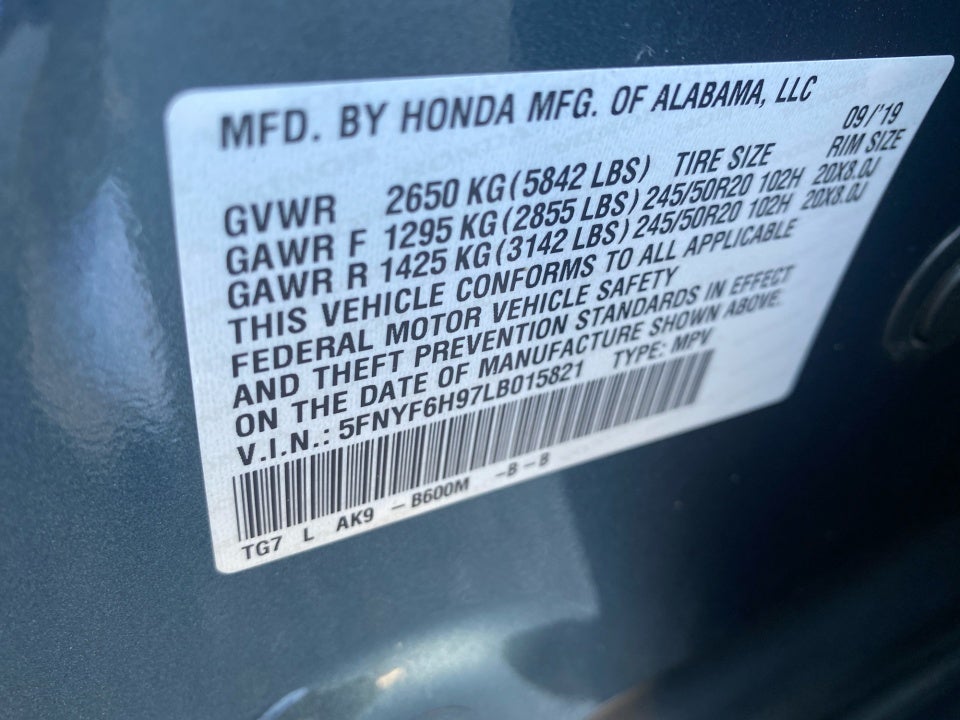 MFD. BY HONDA MFG. OF ALABAMA, LLC
09/'19
GVWR 2650 KG (5842 LBS) TIRE SIZE RIM SIZE
GAWR F 1295 KG (2855 LBS) 245/50R20 102H 20X8.0J
GAWR R 1425 KG (3142 LBS) 245/50R20 102H 20X8.0J
THIS VEHICLE CONFORMS TO ALL APPLICABLE
FEDERAL MOTOR VEHICLE SAFETY
AND THEFT PREVENTION STANDARDS IN EFFECT
ON THE DATE OF MANUFACTURE SHOWN ABOVE.
V.I.N.: 5FNYF6H97LB015821 TYPE: MPV
TG7 L AK9 - B600M -B-B